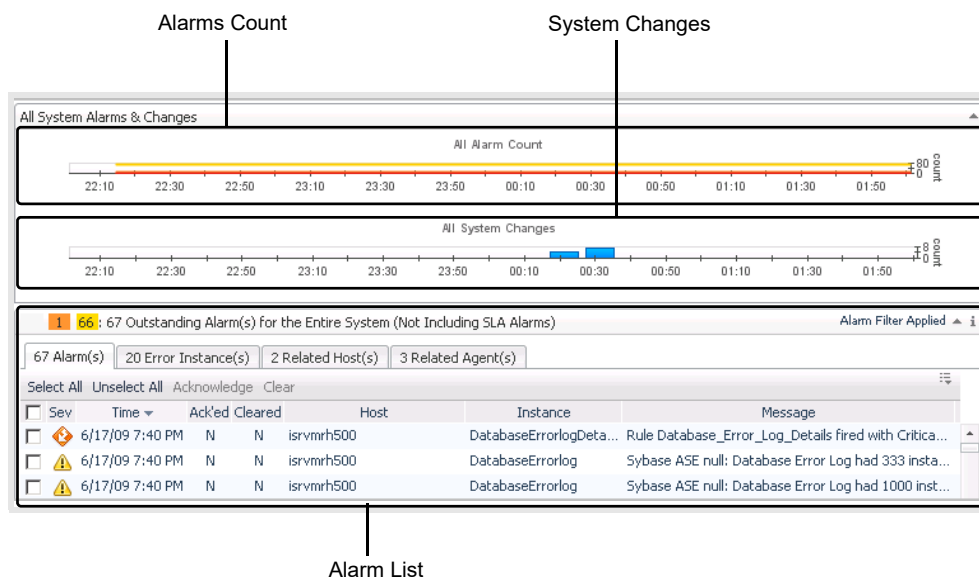 Alarms Count
System Changes
All System Alarms & Changes
All Alarm Count
80
0
count
22:10 22:30 22:50 23:10 23:30 23:50 00:10 00:30 00:50 01:10 01:30 01:50
All System Changes
8
0
count
22:10 22:30 22:50 23:10 23:30 23:50 00:10 00:30 00:50 01:10 01:30 01:50
1 66 : 67 Outstanding Alarm(s) for the Entire System (Not Including SLA Alarms) Alarm Filter Applied
67 Alarm(s) 20 Error Instance(s) 2 Related Host(s) 3 Related Agent(s)
Select All Unselect All Acknowledge Clear
Sev Time Ack'ed Cleared Host Instance Message
6/17/09 7:40 PM N N isrvmrh500 DatabaseErrorlogDeta... Rule Database_Error_Log_Details fired with Critica...
6/17/09 7:40 PM N N isrvmrh500 DatabaseErrorlog Sybase ASE null: Database Error Log had 333 insta...
6/17/09 7:40 PM N N isrvmrh500 DatabaseErrorlog Sybase ASE null: Database Error Log had 1000 inst...
Alarm List